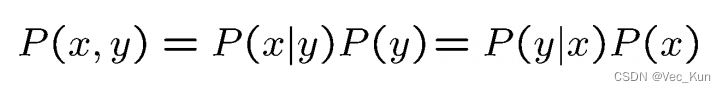 P(x, y) = P(x|y)P(y) = P(y|x)P(x)
CSDN @Vec_Kun